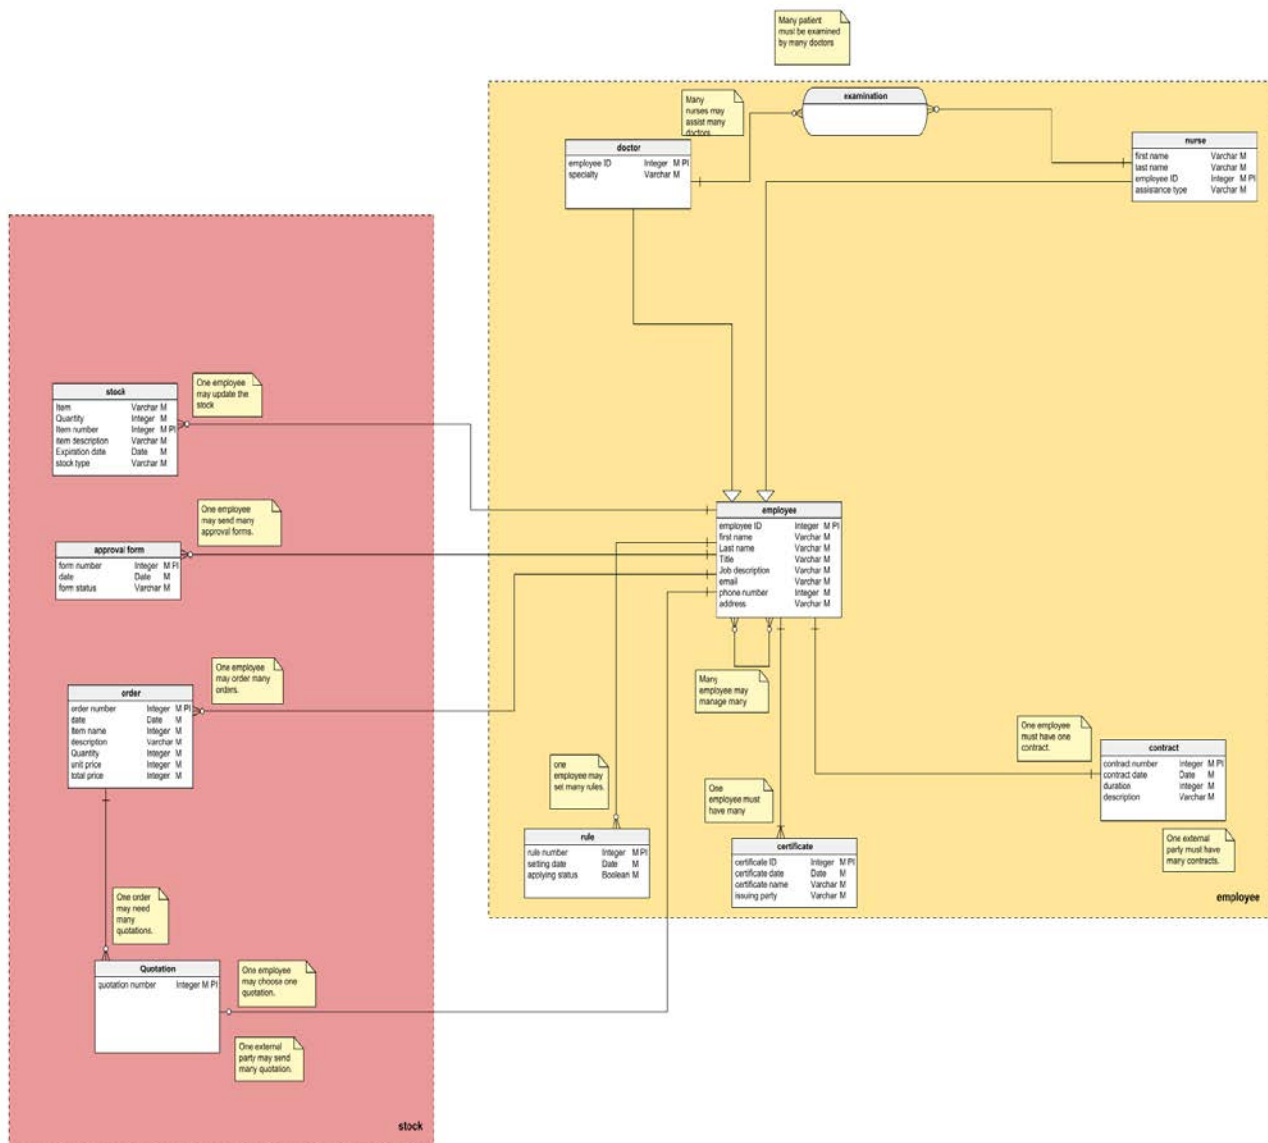 Many patient
must be examined
by many doctors
examination
Many
nurses may
assist many
doctors
doctor
employee ID Integer M PI
specialty Varchar M
nurse
first name Varchar M
last name Varchar M
employee ID Integer M PI
assistance type Varchar M
stock
Item Varchar M
Quantity Integer M
Item number Integer M PI
item description Varchar M
Expiration date Date M
stock type Varchar M
One employee
may update the
stock
One employee
may send many
approval forms.
approval form
form number Integer M PI
date Date M
form status Varchar M
employee
employee ID Integer M PI
first name Varchar M
Last name Varchar M
Title Varchar M
Job description Varchar M
email Varchar M
phone number Integer M
address Varchar M
One employee
may order many
orders.
order
order number Integer M PI
date Date M
Item name Integer M
description Varchar M
Quantity Integer M
unit price Integer M
total price Integer M
Many
employee may
manage many
One employee
must have one
contract.
contract
contract number Integer M PI
contract date Date M
duration Integer M
description Varchar M
one
employee may
set many rules.
One
employee must
have many
rule
rule number Integer M PI
setting date Date M
applying status Boolean M
certificate
certificate ID Integer M PI
certificate date Date M
certificate name Varchar M
issuing party Varchar M
One external
party must have
many contracts.
employee
One order
may need
many
quotations.
Quotation
quotation number Integer M PI
One employee
may choose one
quotation.
One external
party may send
many quotation.
stock